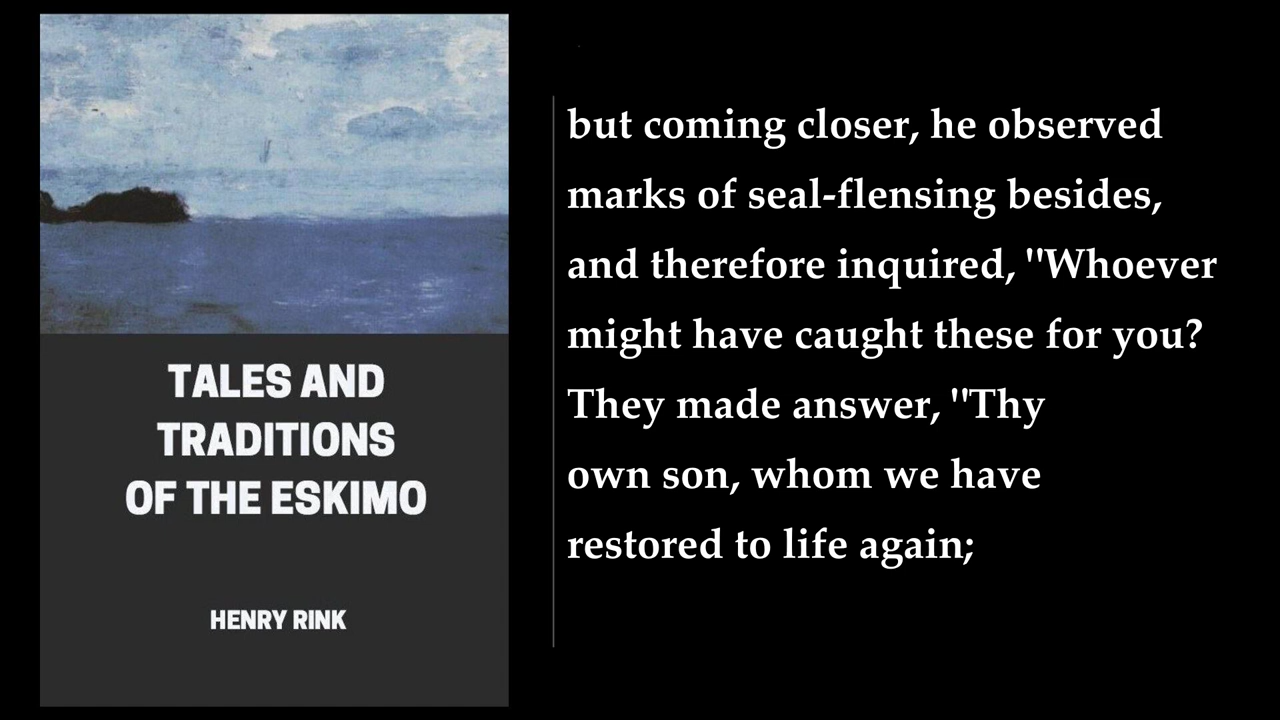 TALES AND
TRADITIONS
OF THE ESKIMO
HENRY RINK
but coming closer, he observed
marks of seal-flensing besides,
and therefore inquired, "Whoever
might have caught these for you?
They made answer, "Thy
own son, whom we have
restored to life again;